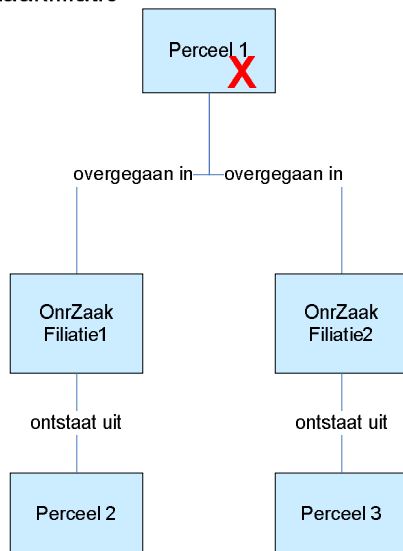 Perceel 1
X
overgegaan in
overgegaan in
OnrZaak
Filiatie1
OnrZaak
Filiatie2
ontstaat uit
ontstaat uit
Perceel 2
Perceel 3